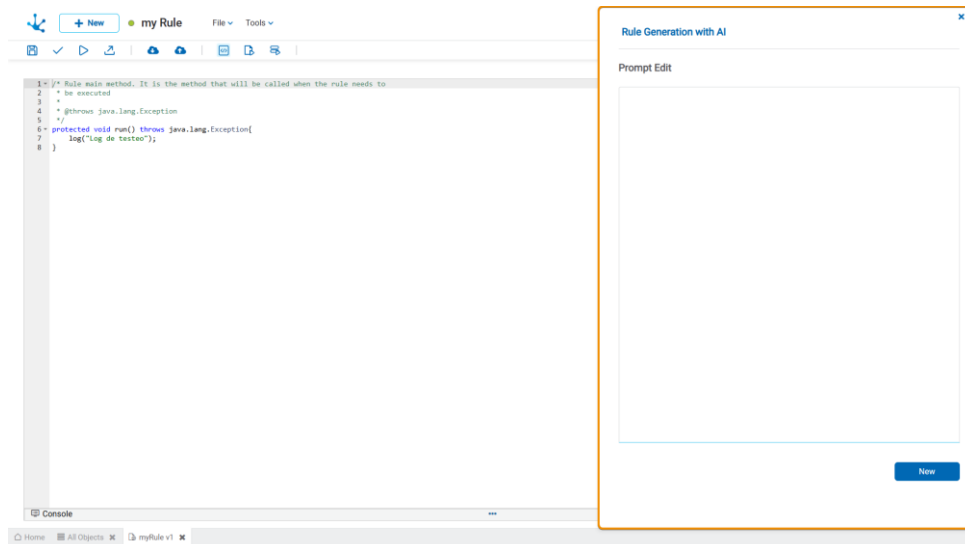 + New
my Rule
File
Tools
Rule Generation with AI
Prompt Edit
1 /* Rule main method. It is the method that will be called when the rule needs to
2 * be executed
3 *
4 * @throws java.lang.Exception
5 */
6 protected void run() throws java.lang.Exception{
7 log("Log de testeo");
8 }
New
Console
Home
All Objects
myRule v1